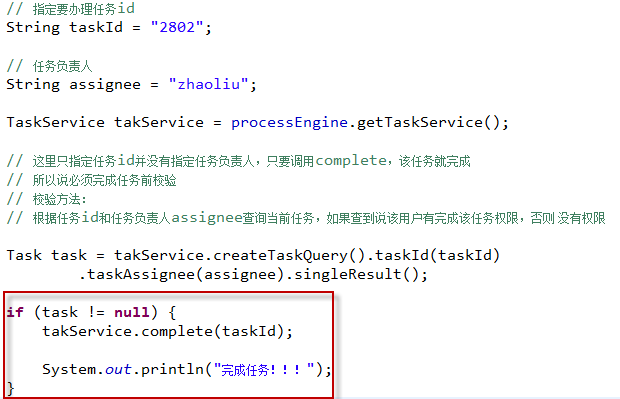 // 指定要办理任务id
String taskId = "2802";
// 任务负责人
String assignee = "zhaoliu";
TaskService takService = processEngine.getTaskService();
// 这里只指定任务id并没有指定任务负责人，只要调用complete，该任务就完成
// 所以说必须完成任务前校验
// 校验方法：
// 根据任务id和任务负责人assignee查询当前任务，如果查到说该用户有完成该任务权限，否则 没有权限
Task task = takService.createTaskQuery().taskId(taskId)
.taskAssignee(assignee).singleResult();
if (task != null) {
takService.complete(taskId);
System.out.println("完成任务！！！");
}